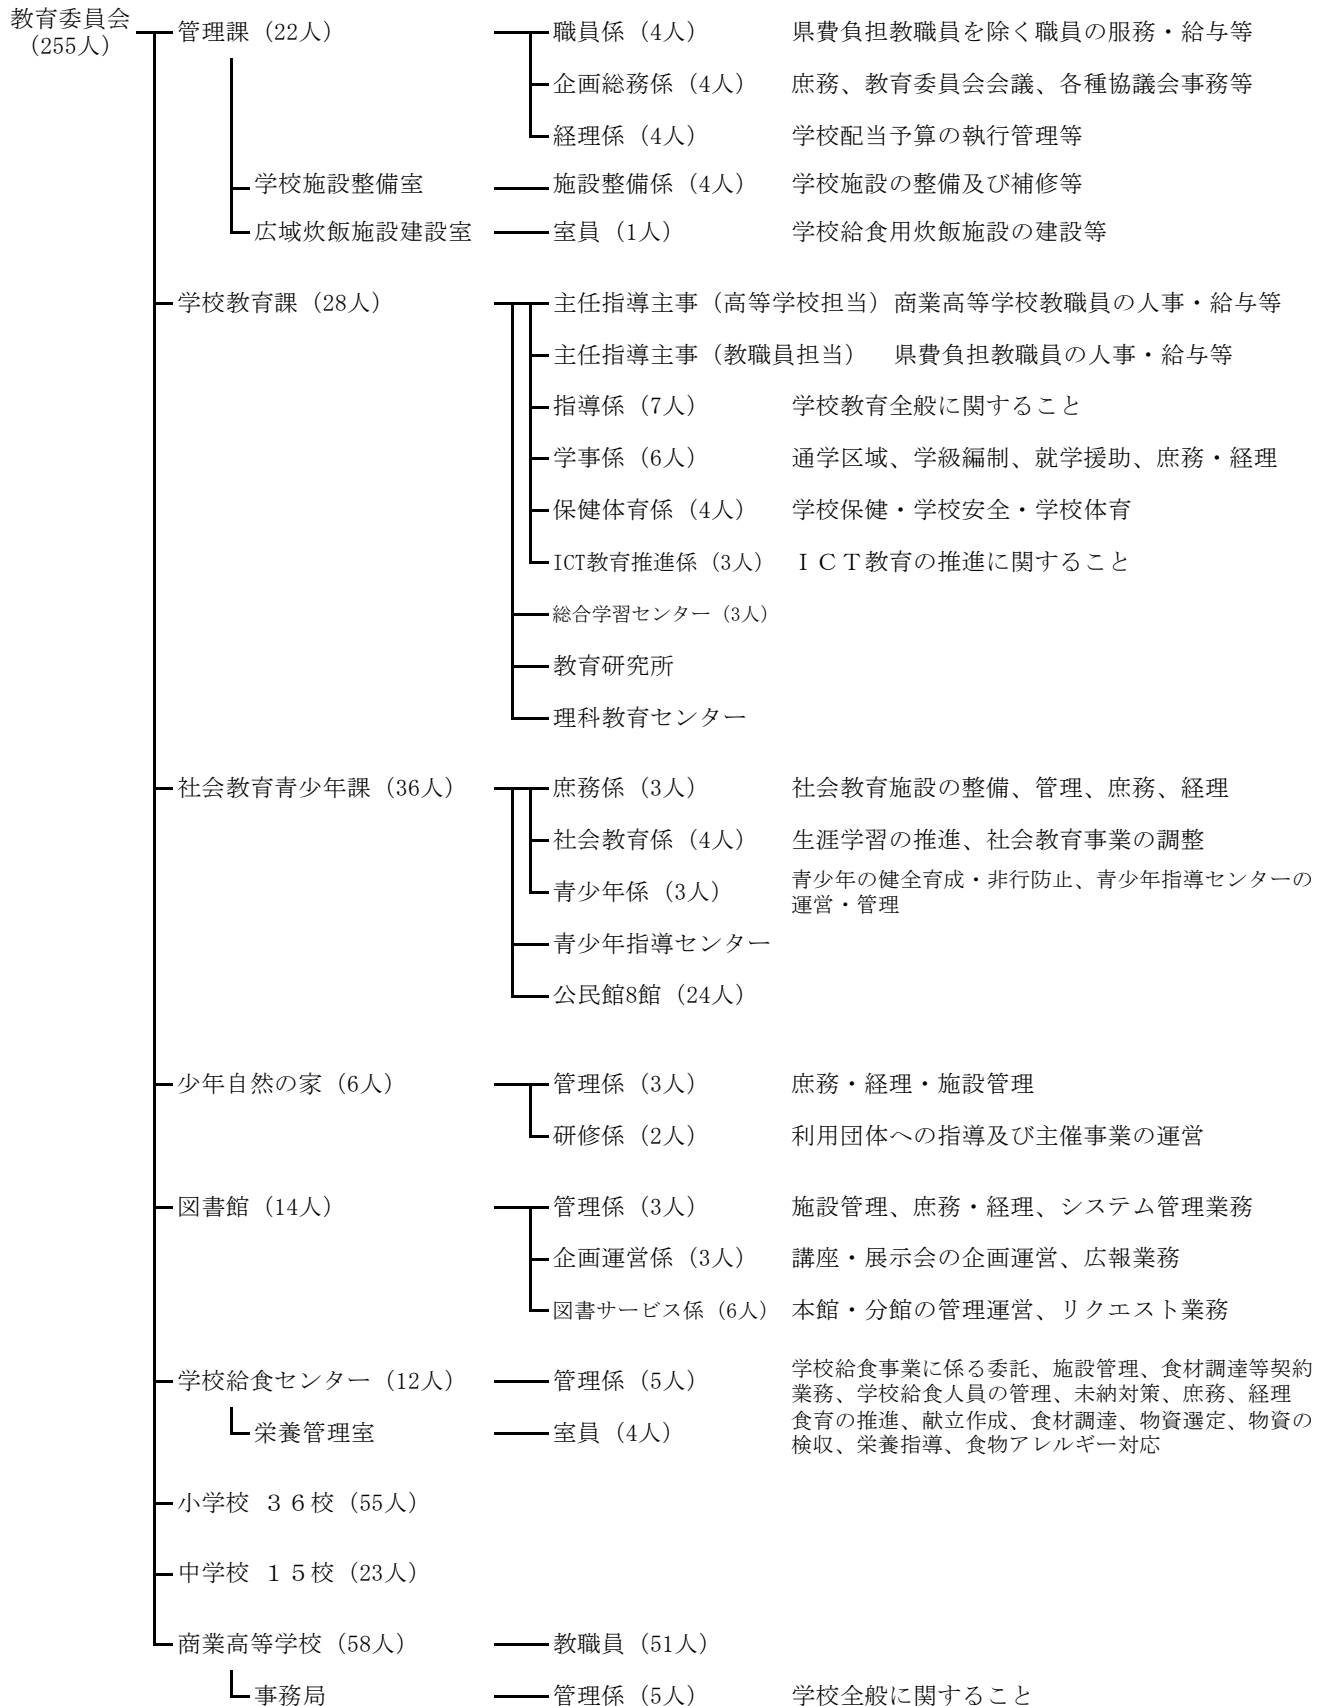 教育委員会
（255人）
管理課（22人）　職員係（4人）　県費負担教職員を除く職員の服務・給与等
企画総務係（4人）　庶務、教育委員会会議、各種協議会事務等
経理係（4人）　学校配当予算の執行管理等
学校施設整備室　施設整備係（4人）　学校施設の整備及び補修等
広域炊飯施設建設室　室員（1人）　学校給食用炊飯施設の建設等
学校教育課（28人）　主任指導主事（高等学校担当）商業高等学校教職員の人事・給与等
主任指導主事（教職員担当）　県費負担教職員の人事・給与等
指導係（7人）　学校教育全般に関すること
学事係（6人）　通学区域、学級編制、就学援助、庶務・経理
保健体育係（4人）　学校保健・学校安全・学校体育
ICT教育推進係（3人）　ＩＣＴ教育の推進に関すること
総合学習センター（3人）
教育研究所
理科教育センター
社会教育青少年課（36人）　庶務係（3人）　社会教育施設の整備、管理、庶務、経理
社会教育係（4人）　生涯学習の推進、社会教育事業の調整
青少年係（3人）　青少年の健全育成・非行防止、青少年指導センターの
運営・管理
青少年指導センター
公民館8館（24人）
少年自然の家（6人）　管理係（3人）　庶務・経理・施設管理
研修係（2人）　利用団体への指導及び主催事業の運営
図書館（14人）　管理係（3人）　施設管理、庶務・経理、システム管理業務
企画運営係（3人）　講座・展示会の企画運営、広報業務
図書サービス係（6人）　本館・分館の管理運営、リクエスト業務
学校給食センター（12人）　管理係（5人）　学校給食事業に係る委託、施設管理、食材調達等契約
業務、学校給食人員の管理、未納対策、庶務、経理
栄養管理室　室員（4人）　食育の推進、献立作成、食材調達、物資選定、物資の
検収、栄養指導、食物アレルギー対応
小学校　３６校（55人）
中学校　１５校（23人）
商業高等学校（58人）　教職員（51人）
事務局　管理係（5人）　学校全般に関すること